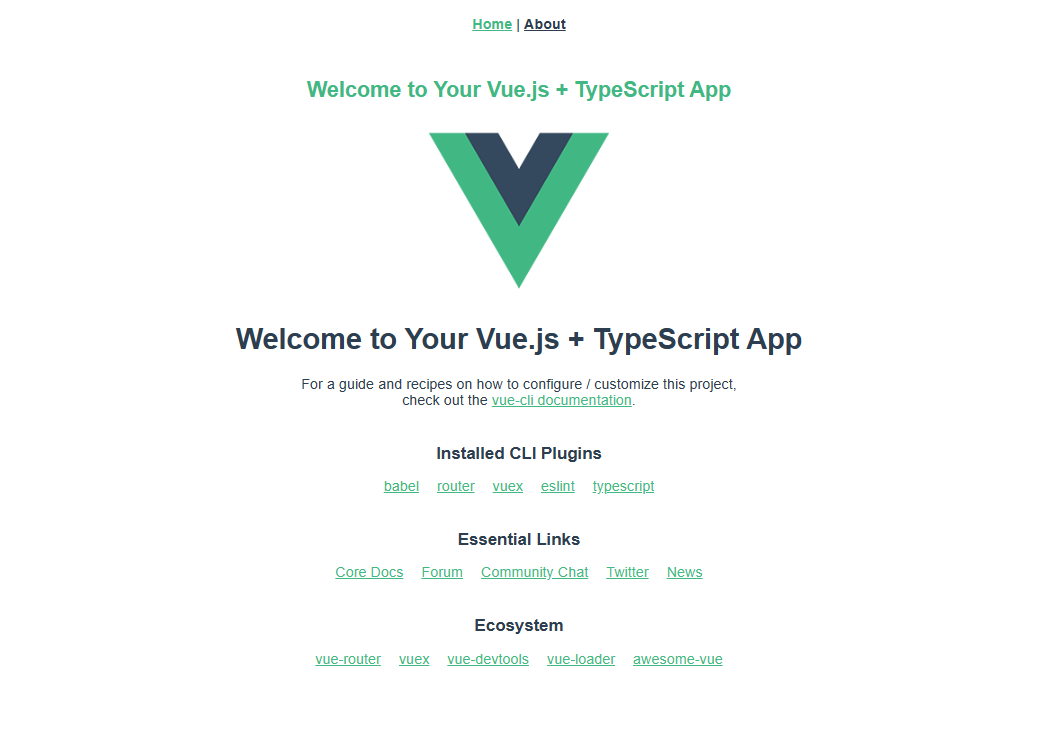 Home | About
Welcome to Your Vue.js + TypeScript App
Welcome to Your Vue.js + TypeScript App
For a guide and recipes on how to configure / customize this project,
check out the vue-cli documentation.
Installed CLI Plugins
babel router vuex eslint typescript
Essential Links
Core Docs Forum Community Chat Twitter News
Ecosystem
vue-router vuex vue-devtools vue-loader awesome-vue